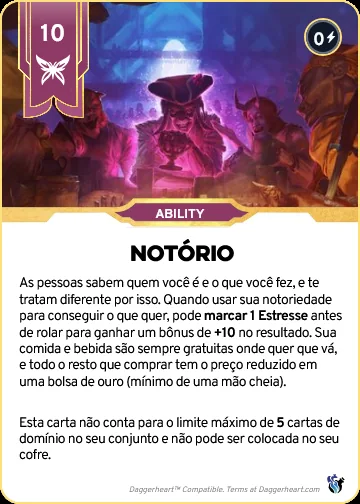 10
0
ABILITY
NOTÓRIO
As pessoas sabem quem você é e o que você fez, e te
tratam diferente por isso. Quando usar sua notoriedade
para conseguir o que quer, pode marcar 1 Estresse antes
de rolar para ganhar um bônus de +10 no resultado. Sua
comida e bebida são sempre gratuitas onde quer que vá,
e todo o resto que comprar tem o preço reduzido em
uma bolsa de ouro (mínimo de uma mão cheia).
Esta carta não conta para o limite máximo de 5 cartas de
domínio no seu conjunto e não pode ser colocada no seu
cofre.
Daggerheart™ Compatible. Terms at Daggerheart.com